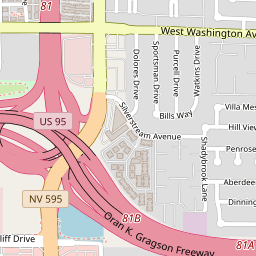 81
West Washington Av
Dolores Drive
Sportsman Drive
Purcell Drive
Watkins Drive
Bills Way
Villa Mes
US 95
Silverstream Avenue
Hill View
Penrose
Shadybrook Lane
Aberdee
NV 595
81B
Dinning
Oran K. Gragson Freeway
liff Drive
81A